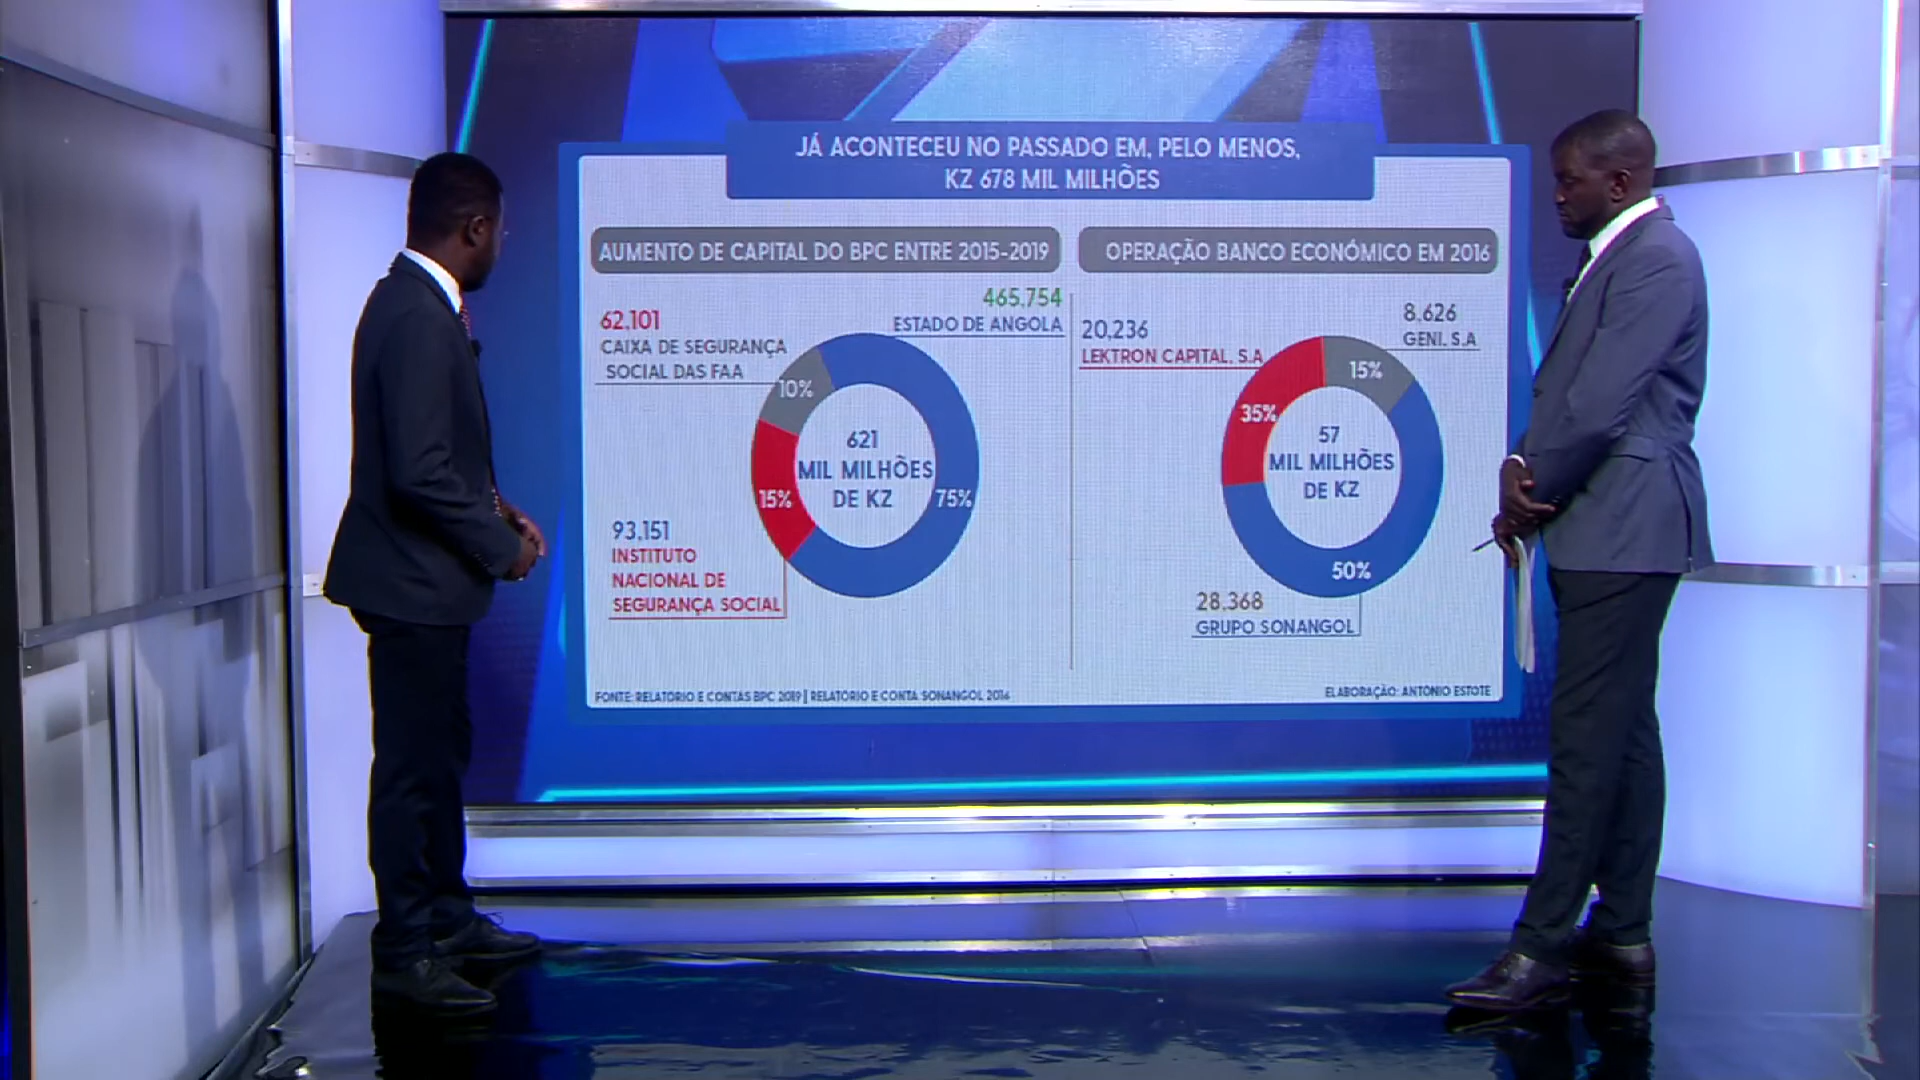 JÁ ACONTECEU NO PASSADO EM, PELO MENOS,
KZ 678 MIL MILHÕES
AUMENTO DE CAPITAL DO BPC ENTRE 2015-2019
62,101
CAIXA DE SEGURANÇA
SOCIAL DAS FAA
465,754
ESTADO DE ANGOLA
10%
15%
75%
621
MIL MILHÕES
DE KZ
93,151
INSTITUTO
NACIONAL DE
SEGURANÇA SOCIAL
OPERAÇÃO BANCO ECONÓMICO EM 2016
20,236
LEKTRON CAPITAL, S.A
8,626
GENI, S.A
15%
35%
57
MIL MILHÕES
DE KZ
50%
28,368
GRUPO SONANGOL
FONTE: RELATÓRIO E CONTAS BPC 2019 | RELATÓRIO E CONTA SONANGOL 2016
ELABORAÇÃO: ANTÓNIO ESTOTE